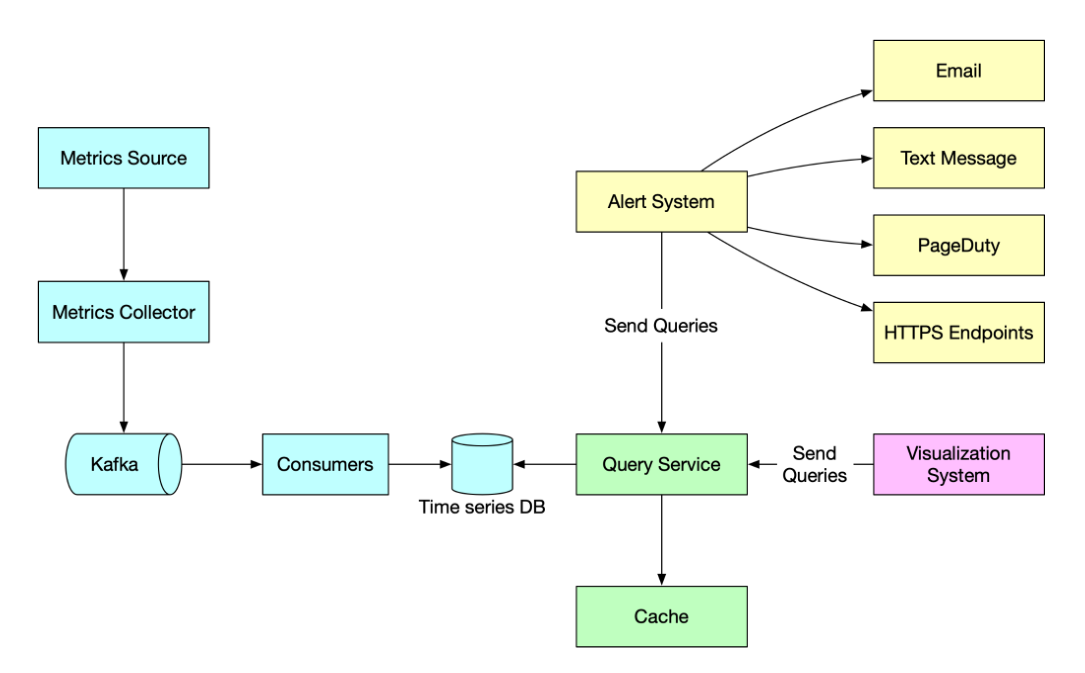 Email
Metrics Source
Text Message
Alert System
PageDuty
Metrics Collector
Send Queries
HTTPS Endpoints
Kafka
Consumers
Time series DB
Query Service
Send
Queries
Visualization
System
Cache